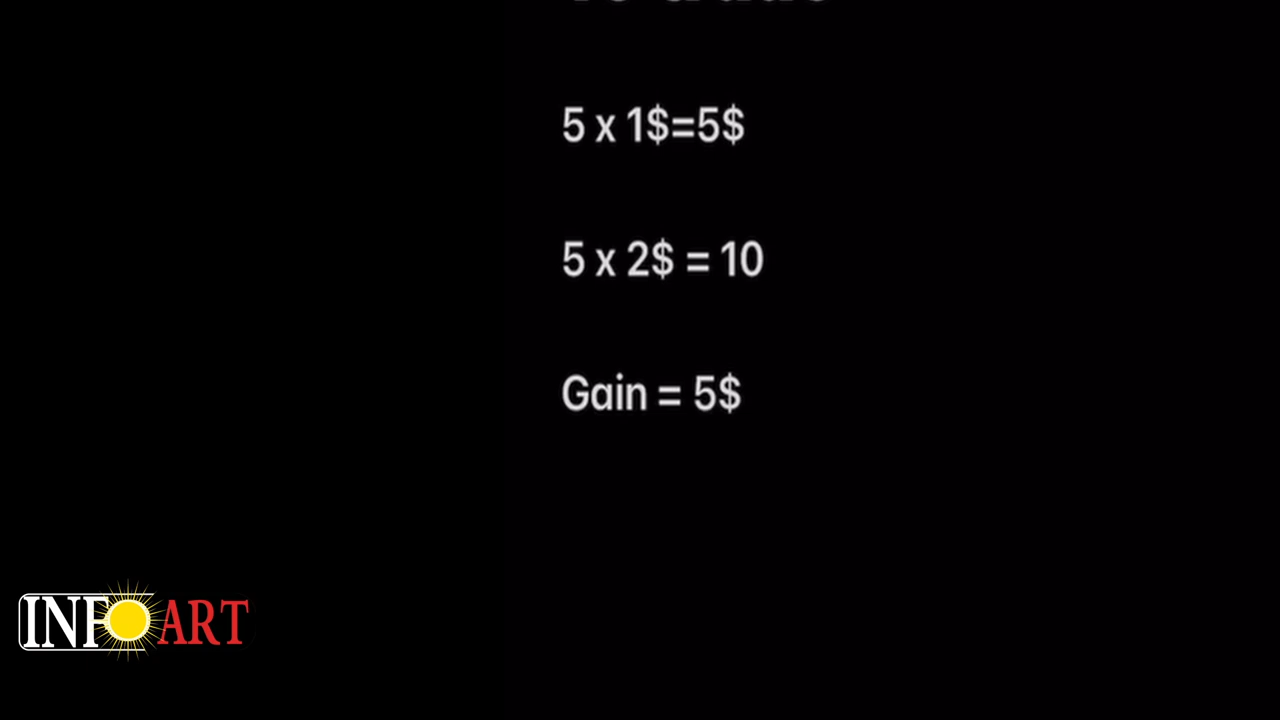 5 x 1$=5$
5 x 2$ = 10
Gain = 5$
INFOART